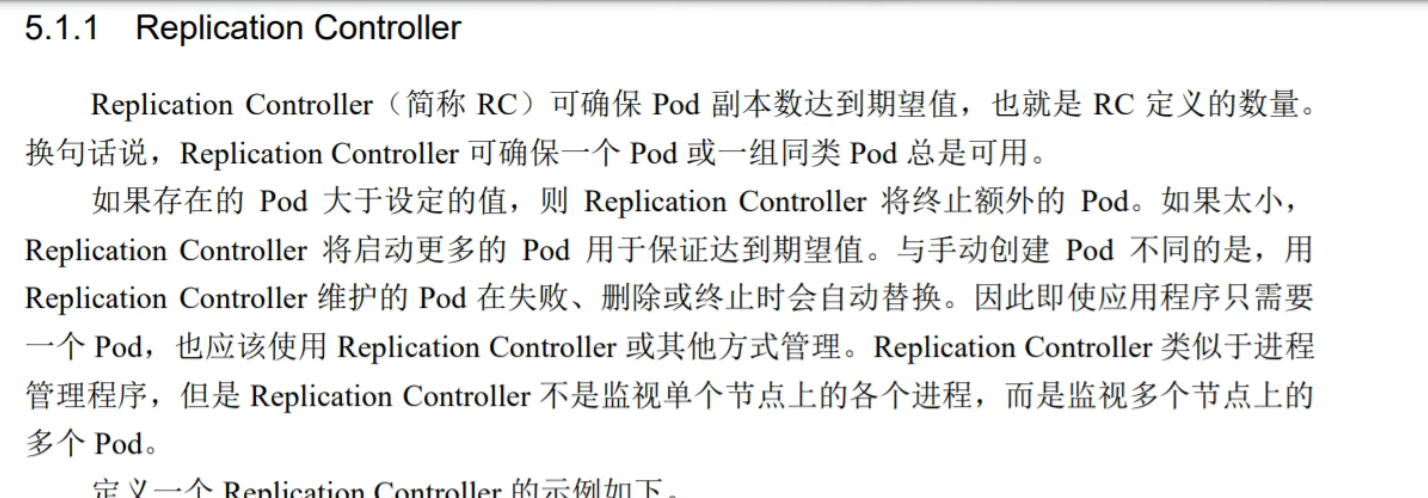 5.1.1 Replication Controller
Replication Controller（简称 RC）可确保 Pod 副本数达到期望值，也就是 RC 定义的数量。
换句话说，Replication Controller 可确保一个 Pod 或一组同类 Pod 总是可用。
如果存在的 Pod 大于设定的值，则 Replication Controller 将终止额外的 Pod。如果太小，
Replication Controller 将启动更多的 Pod 用于保证达到期望值。与手动创建 Pod 不同的是，用
Replication Controller 维护的 Pod 在失败、删除或终止时会自动替换。因此即使应用程序只需要
一个 Pod，也应该使用 Replication Controller 或其他方式管理。Replication Controller 类似于进程
管理程序，但是 Replication Controller 不是监视单个节点上的各个进程，而是监视多个节点上的
多个 Pod。
定义一个 Replication Controller 的示例如下。